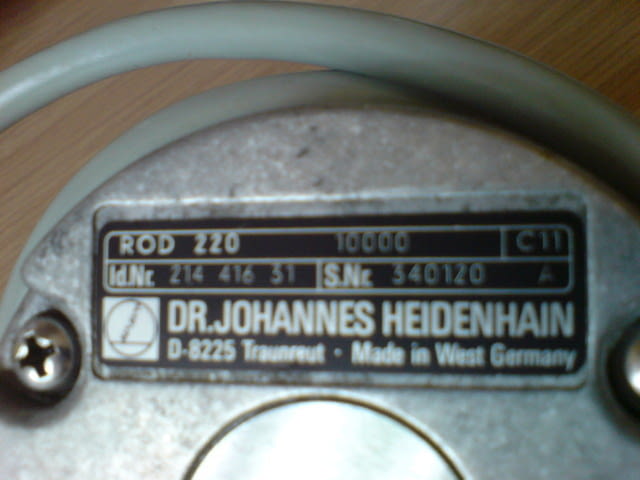 ROD 220 10000 C11
Id.Nr. 214 416 31 S.Nr. 340120 A
DR.JOHANNES HEIDENHAIN
D-8225 Traunreut · Made in West Germany